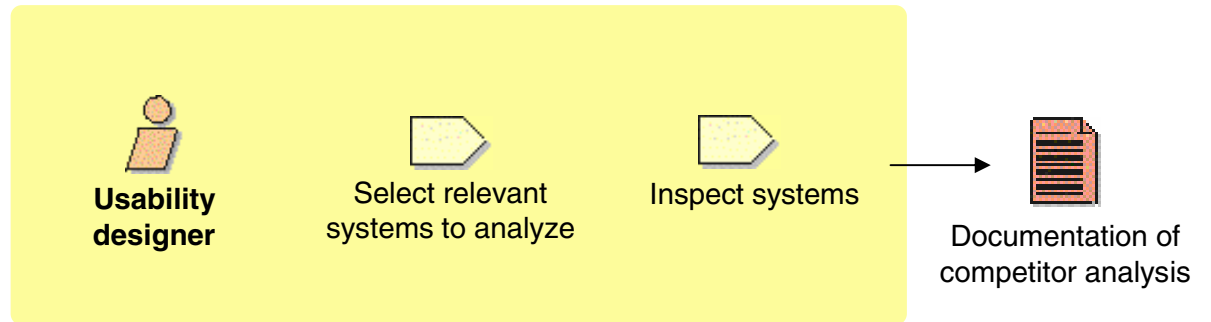 Usability
designer
Select relevant
systems to analyze
Inspect systems
Documentation of
competitor analysis